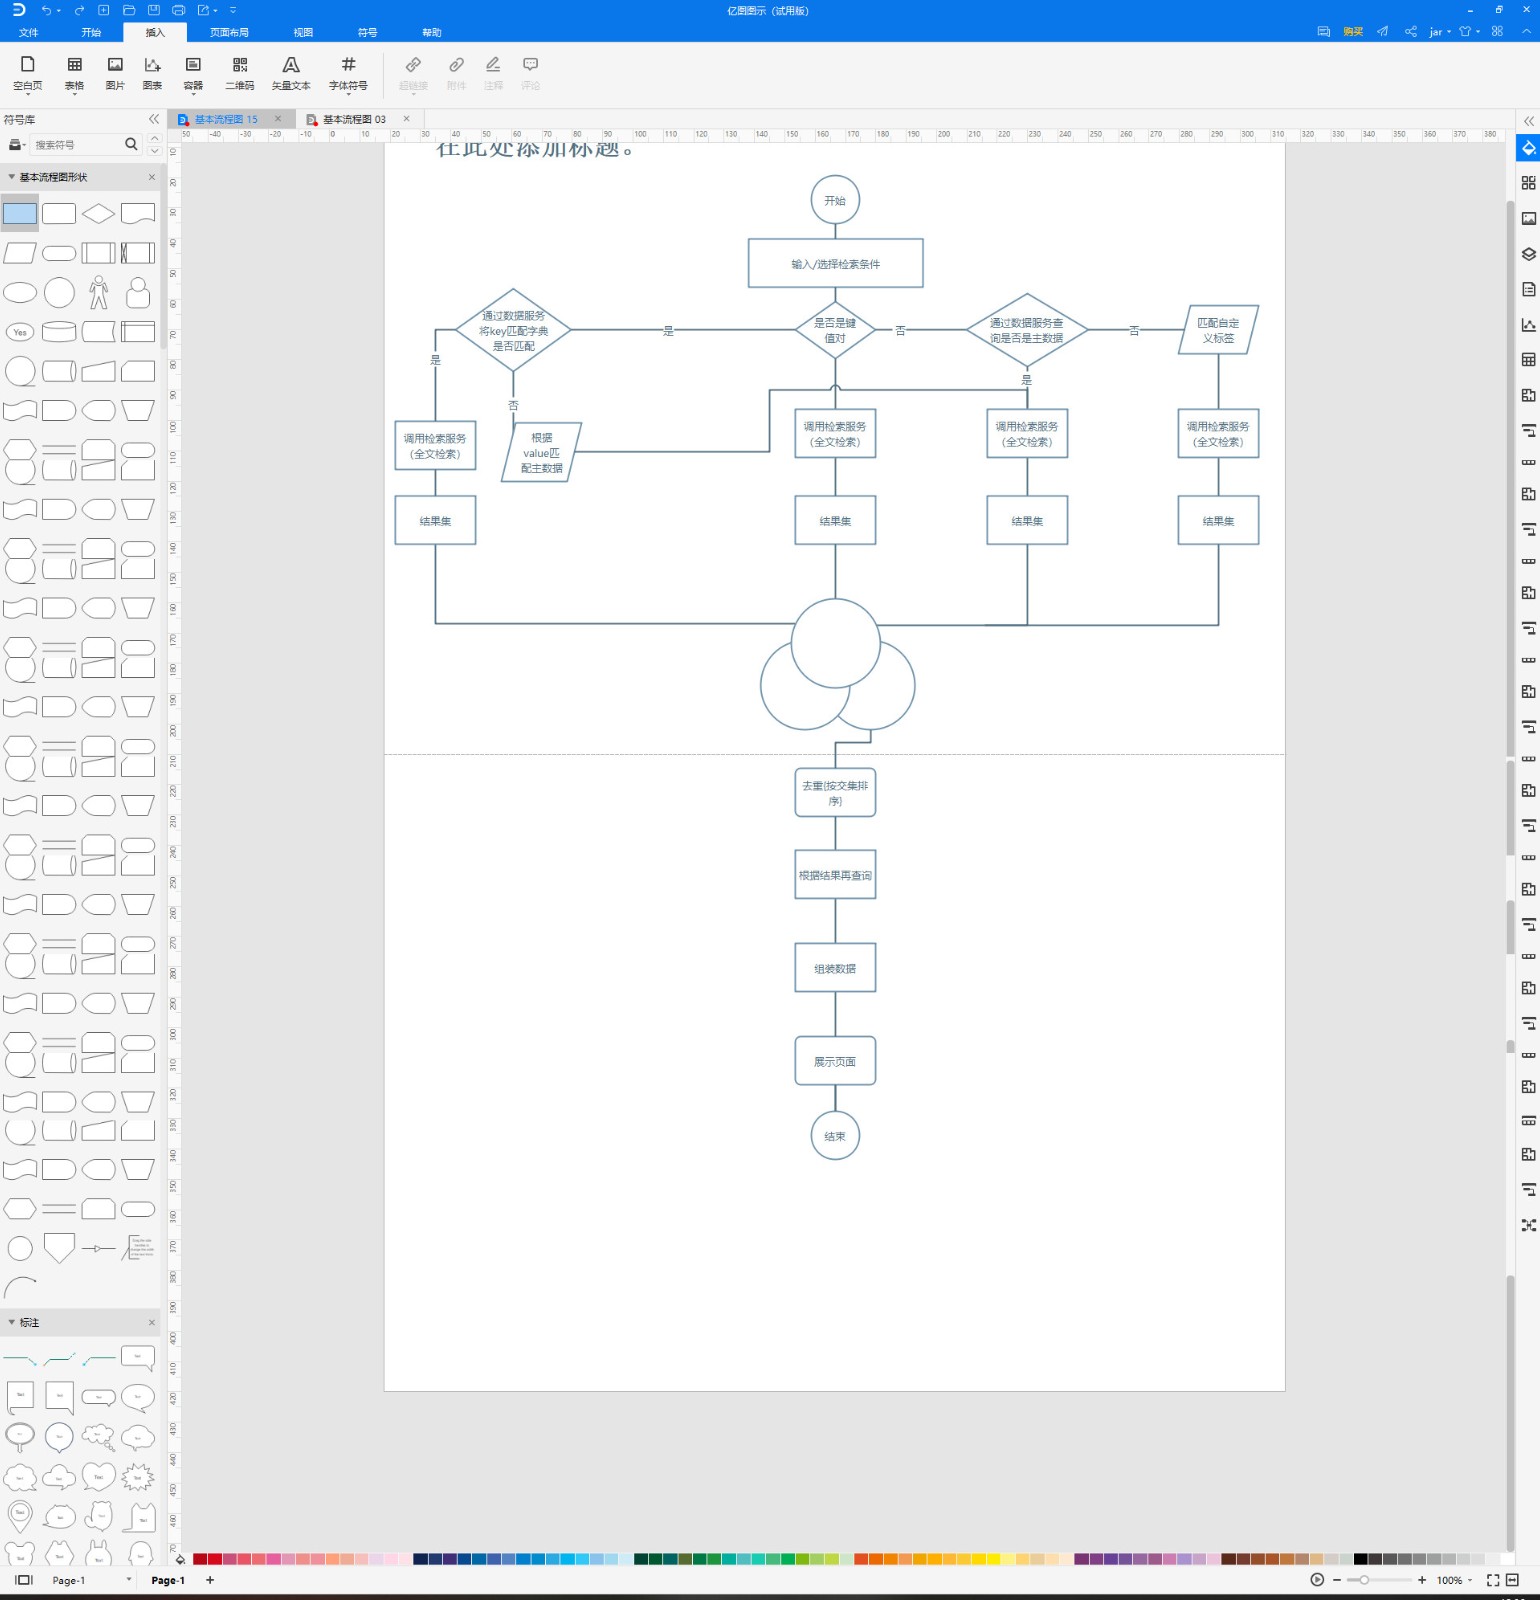 亿图图示（试用版）
文件 开始 插入 页面布局 视图 符号 帮助
购买 jar
空白页 表格 图片 图表 容器 二维码 矢量文本 字体符号 超链接 附件 注释 评论
符号库
基本流程图 15
基本流程图 03
搜索符号
基本流程图形状
Yes
在此处添加标题。
开始
输入/选择检索条件
通过数据服务
将key匹配字典
是否匹配
是
是否是键
值对
否
通过数据服务查
询是否是主数据
否
匹配自定
义标签
是
否
是
调用检索服务
（全文检索）
根据
value匹
配主数据
调用检索服务
（全文检索）
调用检索服务
（全文检索）
调用检索服务
（全文检索）
结果集
结果集
结果集
结果集
去重(按交集排
序)
根据结果再查询
组装数据
展示页面
结束
标注
Page-1
Page-1
100%